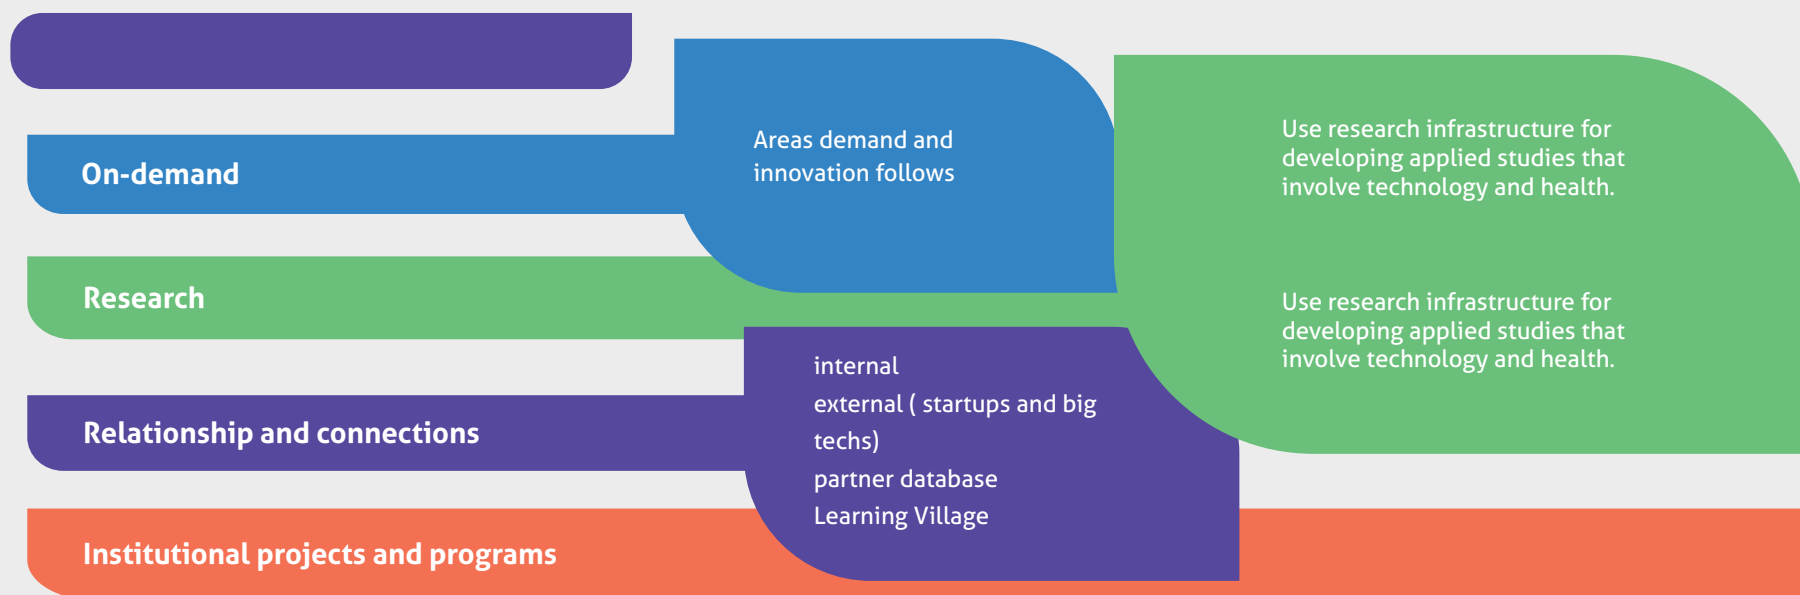 On-demand
Areas demand and
innovation follows
Use research infrastructure for
developing applied studies that
involve technology and health.
Research
Use research infrastructure for
developing applied studies that
involve technology and health.
Relationship and connections
internal
external ( startups and big
techs)
partner database
Learning Village
Institutional projects and programs